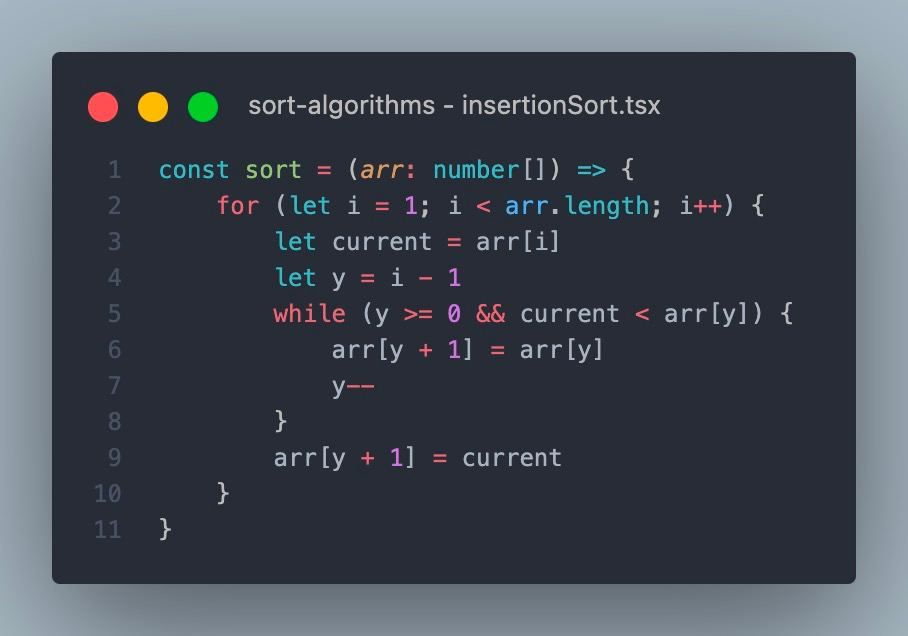 sort-algorithms - insertionSort.tsx
1 const sort = (arr: number[]) => {
2     for (let i = 1; i < arr.length; i++) {
3         let current = arr[i]
4         let y = i - 1
5         while (y >= 0 && current < arr[y]) {
6             arr[y + 1] = arr[y]
7             y--
8         }
9         arr[y + 1] = current
10     }
11 }